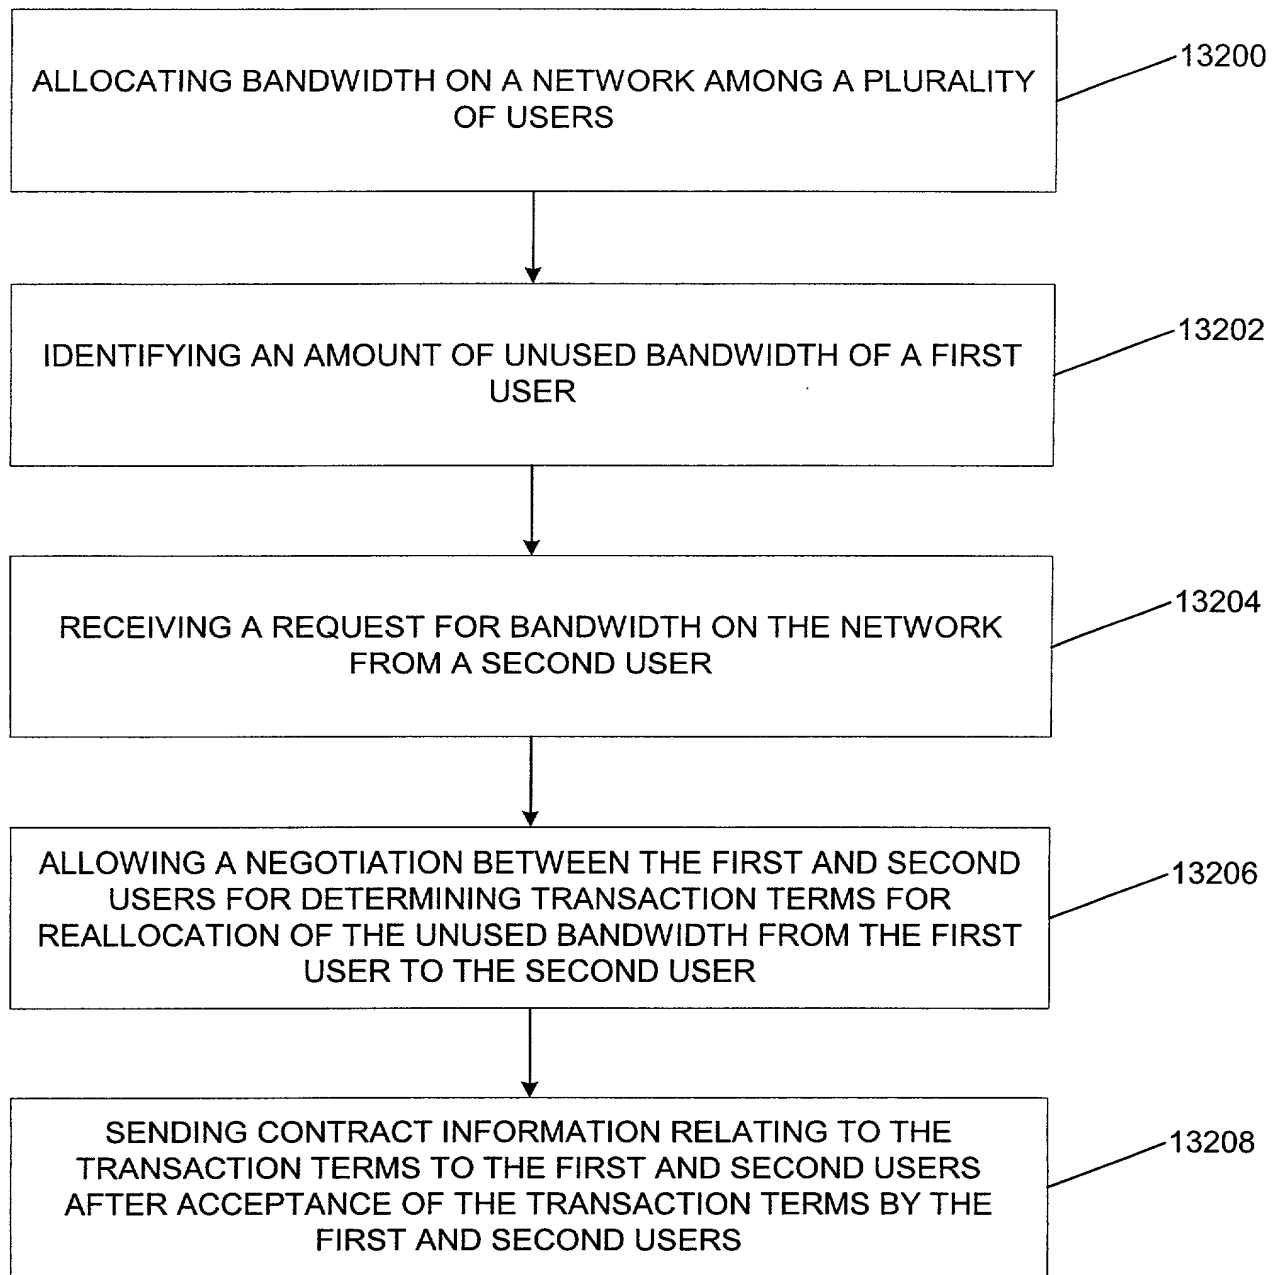 ALLOCATING BANDWIDTH ON A NETWORK AMONG A PLURALITY
OF USERS
13200
IDENTIFYING AN AMOUNT OF UNUSED BANDWIDTH OF A FIRST
USER
13202
RECEIVING A REQUEST FOR BANDWIDTH ON THE NETWORK
FROM A SECOND USER
13204
ALLOWING A NEGOTIATION BETWEEN THE FIRST AND SECOND
USERS FOR DETERMINING TRANSACTION TERMS FOR
REALLOCATION OF THE UNUSED BANDWIDTH FROM THE FIRST
USER TO THE SECOND USER
13206
SENDING CONTRACT INFORMATION RELATING TO THE
TRANSACTION TERMS TO THE FIRST AND SECOND USERS
AFTER ACCEPTANCE OF THE TRANSACTION TERMS BY THE
FIRST AND SECOND USERS
13208